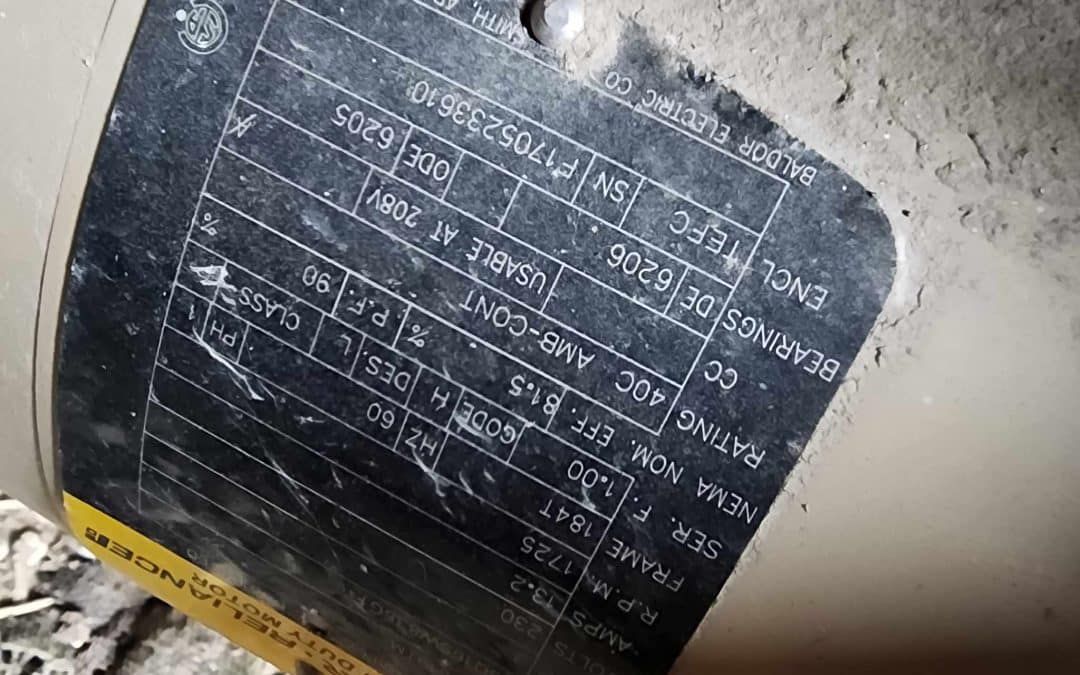 BALDOR-RELIANCE
DUTY MOTOR
VOLTS 230
AMPS 13.2
R.P.M. 1725
FRAME 184T HZ 60 PH 1
SER. F. 1.00 CODE H DES. L CLASS
NEMA NOM. EFF. 81.5 % P.F. 90 %
RATING 40C AMB-CONT
CC USABLE AT 208V A
BEARINGS DE 6206 ODE 6205
ENCL. TEFC SN F1705233610
BALDOR ELECTRIC CO